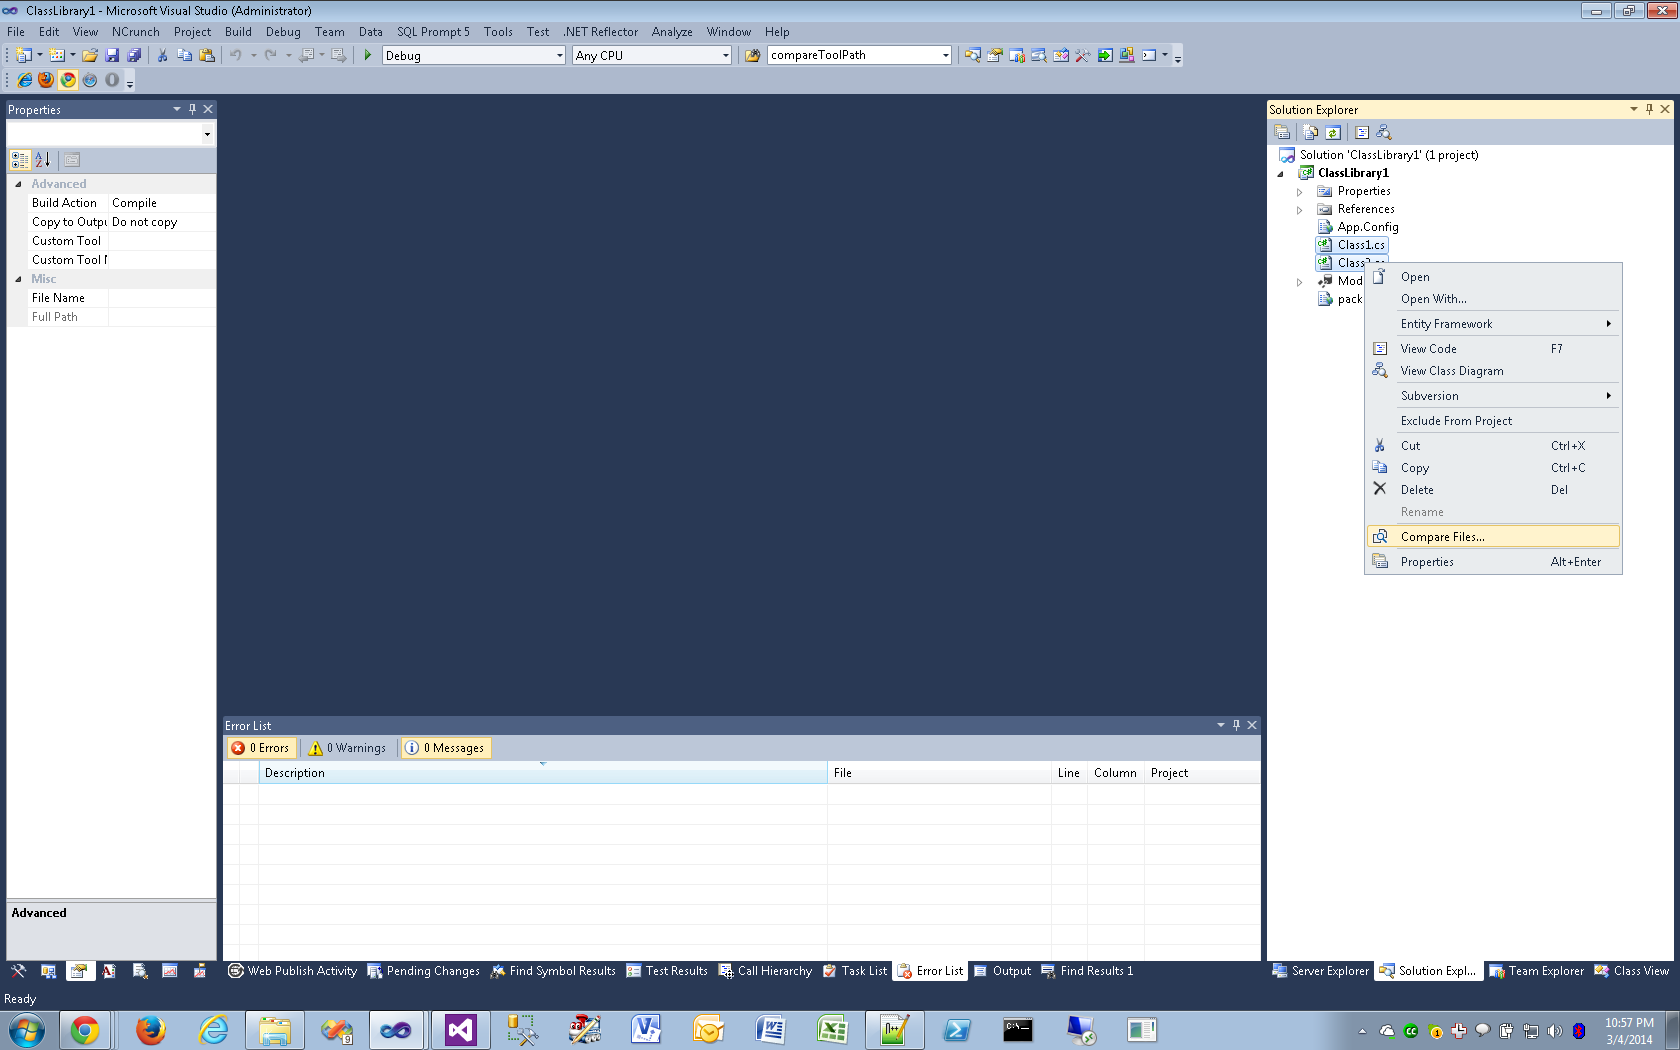 ClassLibrary1 - Microsoft Visual Studio (Administrator)
File Edit View NCrunch Project Build Debug Team Data SQL Prompt 5 Tools Test .NET Reflector Analyze Window Help
Debug Any CPU compareToolPath
Properties
Advanced
Build Action Compile
Copy to Outpu Do not copy
Custom Tool
Custom Tool
Misc
File Name
Full Path
Advanced
Solution Explorer
Solution 'ClassLibrary1' (1 project)
ClassLibrary1
Properties
References
App.Config
Class1.cs
Mod
pack
Open
Open With...
Entity Framework
View Code F7
View Class Diagram
Subversion
Exclude From Project
Cut Ctrl+X
Copy Ctrl+C
Delete Del
Rename
Compare Files...
Properties Alt+Enter
Error List
0 Errors 0 Warnings 0 Messages
Description File Line Column Project
Web Publish Activity Pending Changes Find Symbol Results Test Results Call Hierarchy Task List Error List Output Find Results 1
Server Explorer Solution Expl... Team Explorer Class View
Ready
10:57 PM
3/4/2014